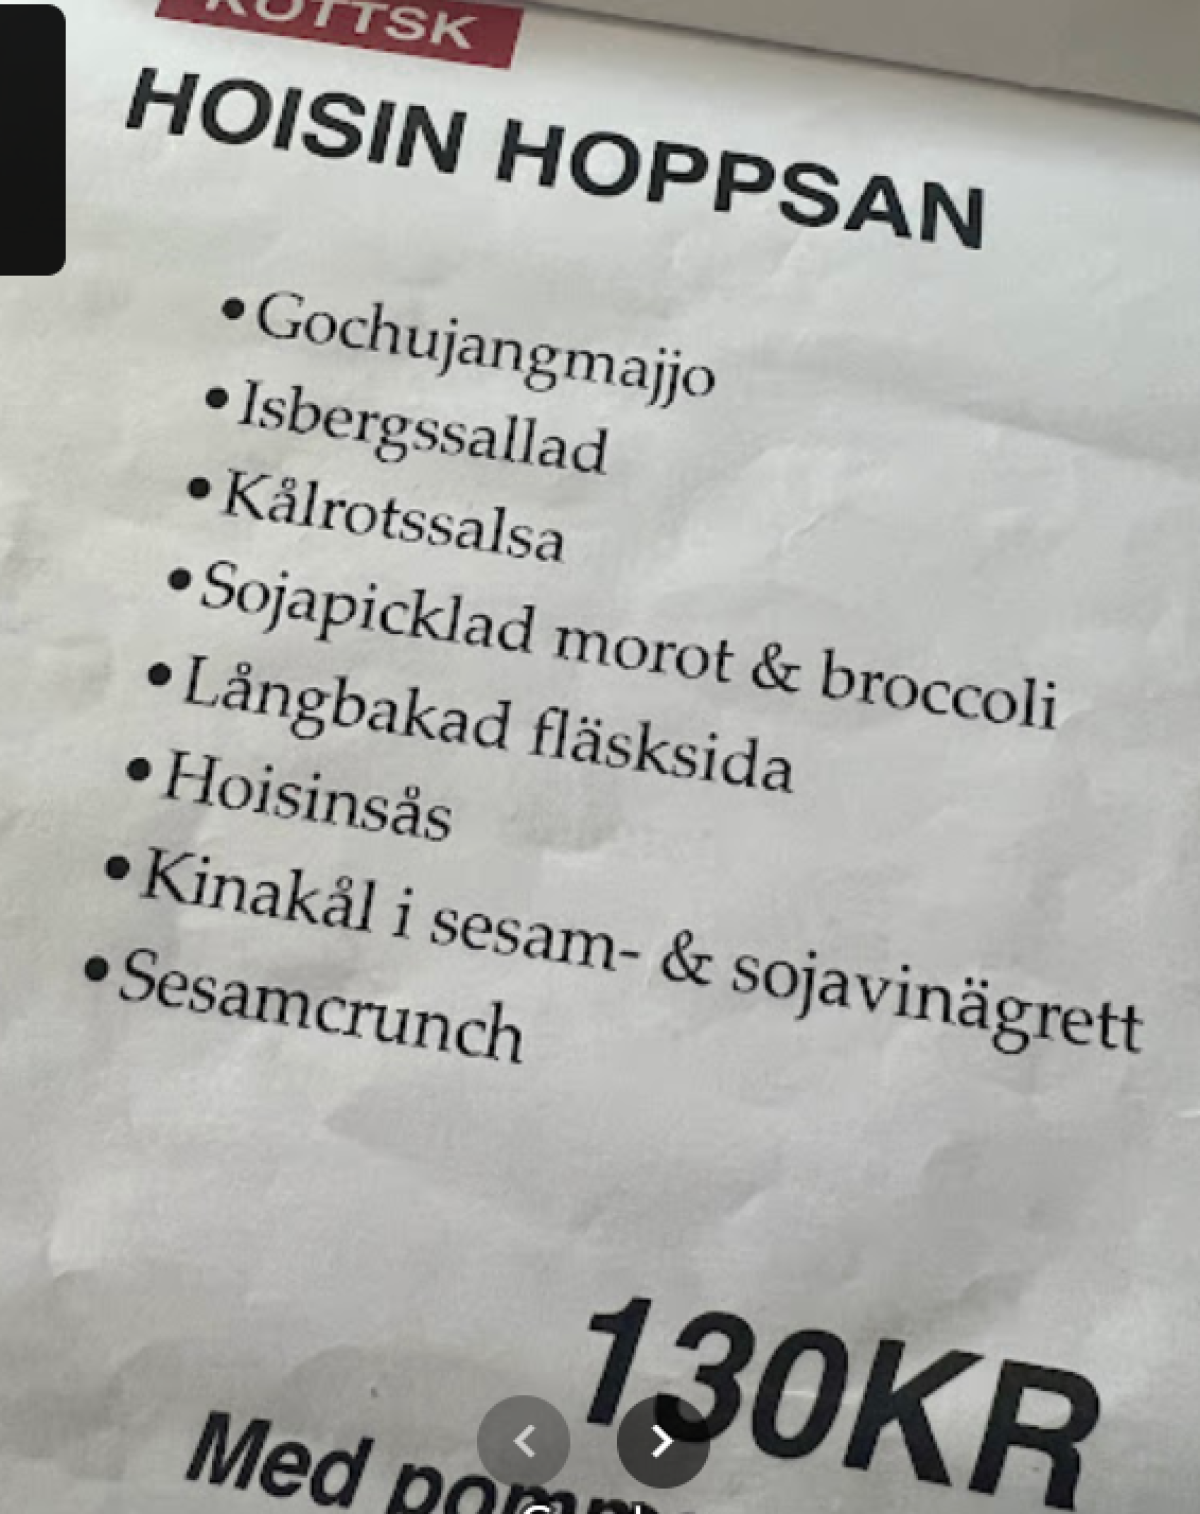 HOISIN HOPPSAN
• Gochujangmajjo
• Isbergssallad
• Kålrotssalsa
• Sojapicklad morot & broccoli
• Långbakad fläsksida
• Hoisinsås
• Kinakål i sesam- & sojavinägrett
• Sesamcrunch
130KR
Med